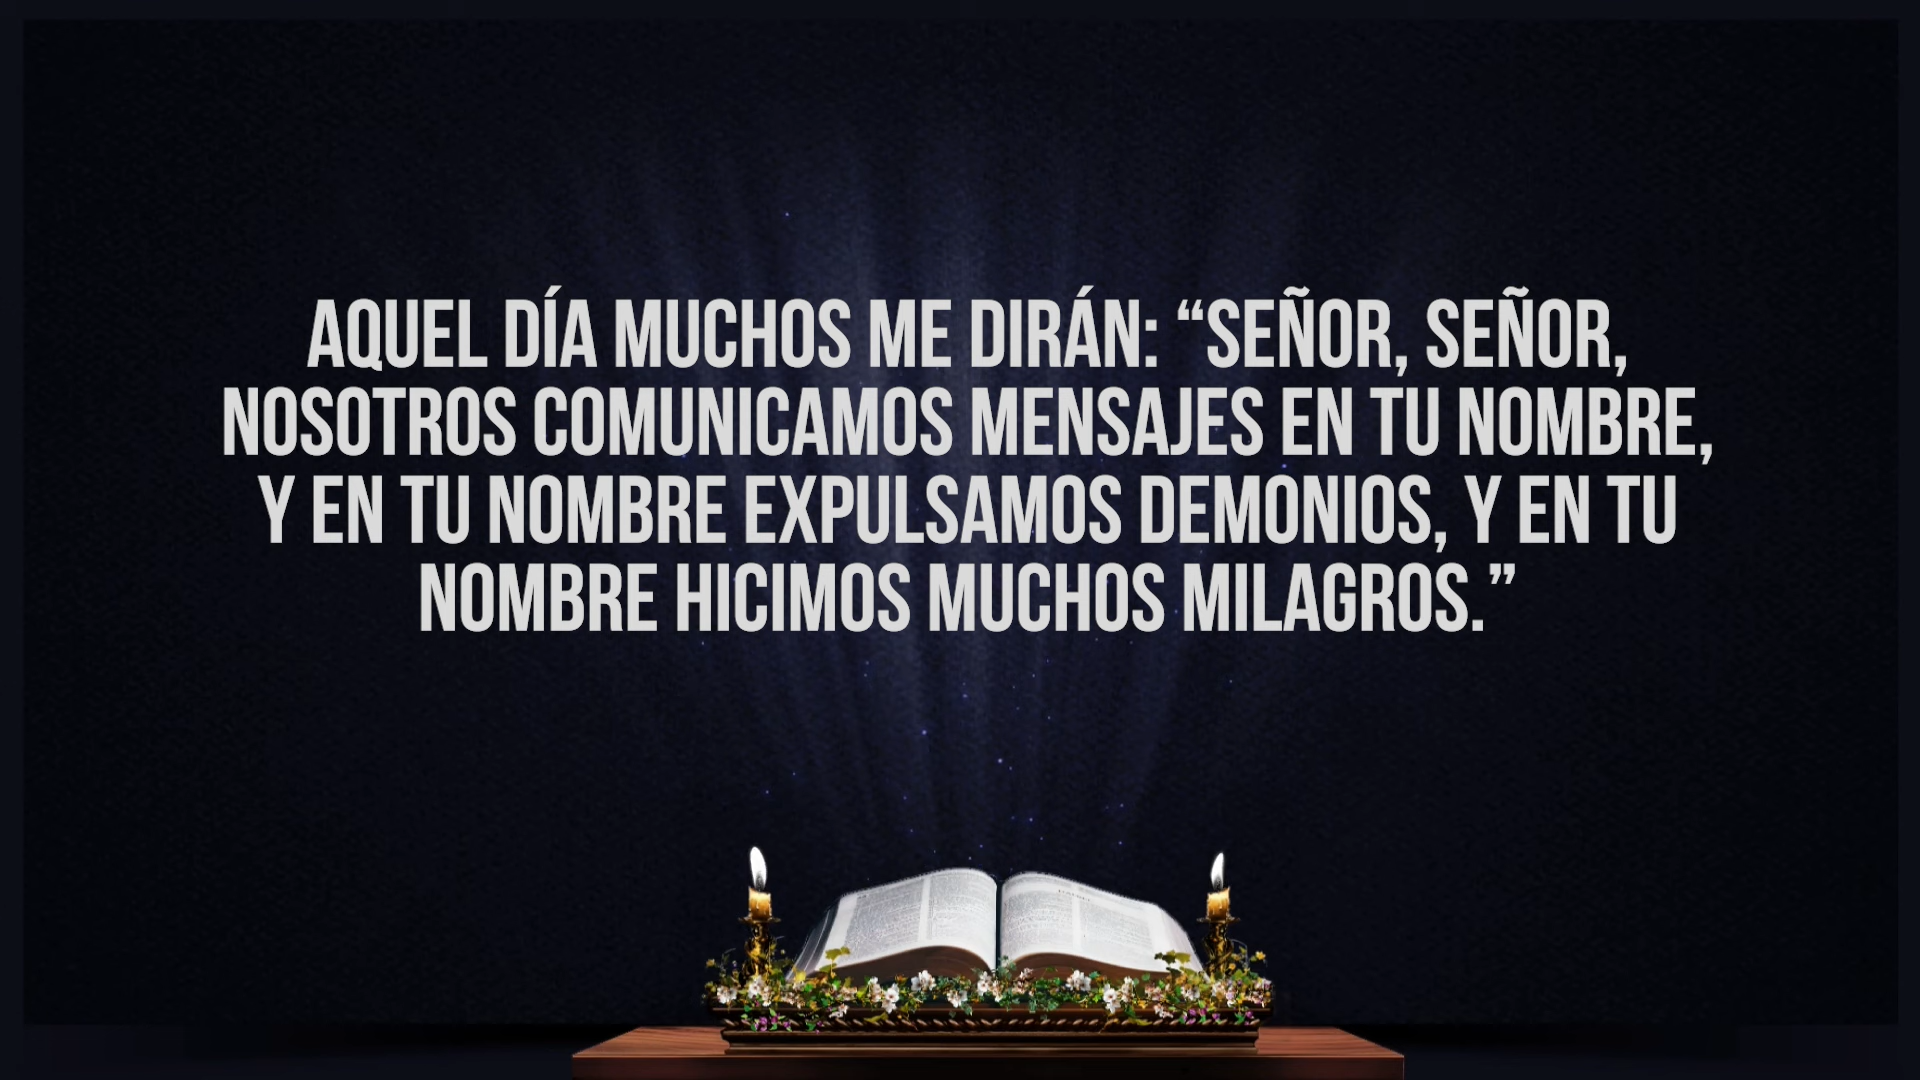 AQUEL DÍA MUCHOS ME DIRÁN: “SEÑOR, SEÑOR,
NOSOTROS COMUNICAMOS MENSAJES EN TU NOMBRE,
Y EN TU NOMBRE EXPULSAMOS DEMONIOS, Y EN TU
NOMBRE HICIMOS MUCHOS MILAGROS.”